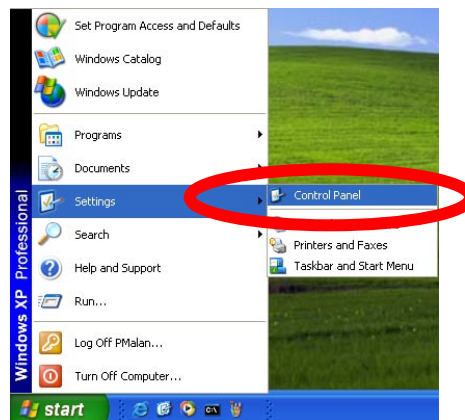 Set Program Access and Defaults
Windows Catalog
Windows Update
Programs
Documents
Settings
Search
Help and Support
Run...
Log Off PMalan...
Turn Off Computer...
Control Panel
Printers and Faxes
Taskbar and Start Menu
Windows XP Professional
start